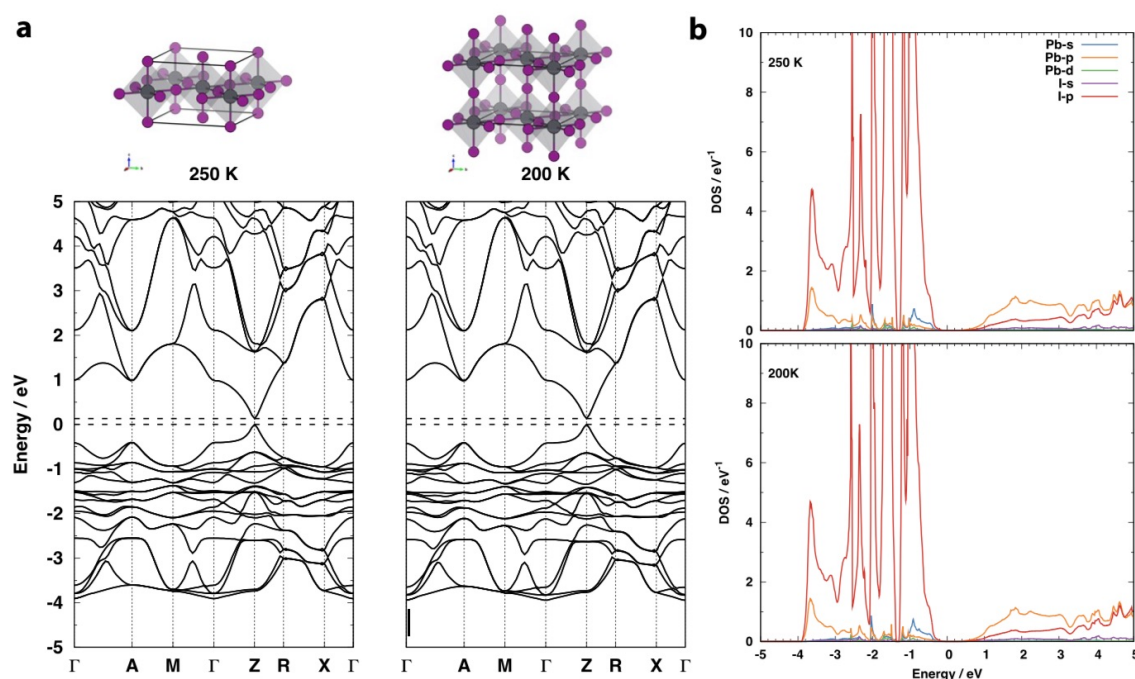 a
250 K
200 K
Energy / eV
5
4
3
2
1
0
-1
-2
-3
-4
-5
Γ A M Γ Z R X Γ
Γ A M Γ Z R X Γ
b
DOS / eV-1
10
8
6
4
2
0
250 K
Pb-s
Pb-p
Pb-d
I-s
I-p
DOS / eV-1
10
8
6
4
2
0
200K
-5 -4 -3 -2 -1 0 1 2 3 4 5
Energy / eV